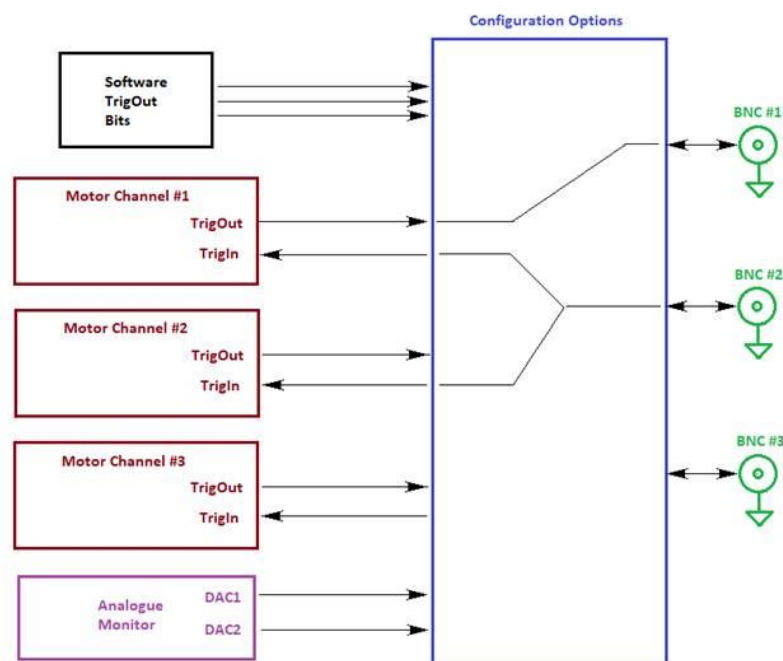 Configuration Options
Software
TrigOut
Bits
BNC #1
Motor Channel #1
TrigOut
TrigIn
BNC #2
Motor Channel #2
TrigOut
TrigIn
BNC #3
Motor Channel #3
TrigOut
TrigIn
Analogue
Monitor
DAC1
DAC2